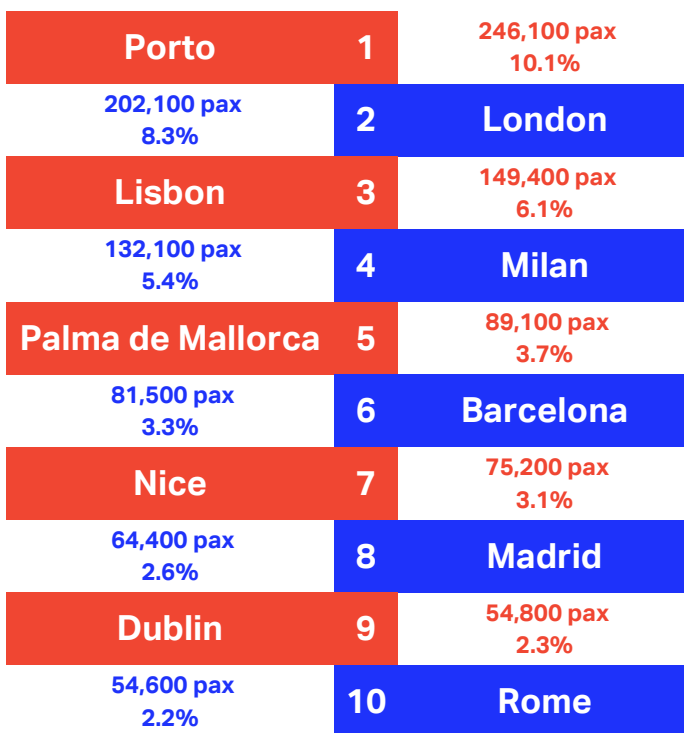 Porto 1 246,100 pax
10.1%
202,100 pax
8.3%
2 London
Lisbon 3 149,400 pax
6.1%
132,100 pax
5.4%
4 Milan
Palma de Mallorca 5 89,100 pax
3.7%
81,500 pax
3.3%
6 Barcelona
Nice 7 75,200 pax
3.1%
64,400 pax
2.6%
8 Madrid
Dublin 9 54,800 pax
2.3%
54,600 pax
2.2%
10 Rome